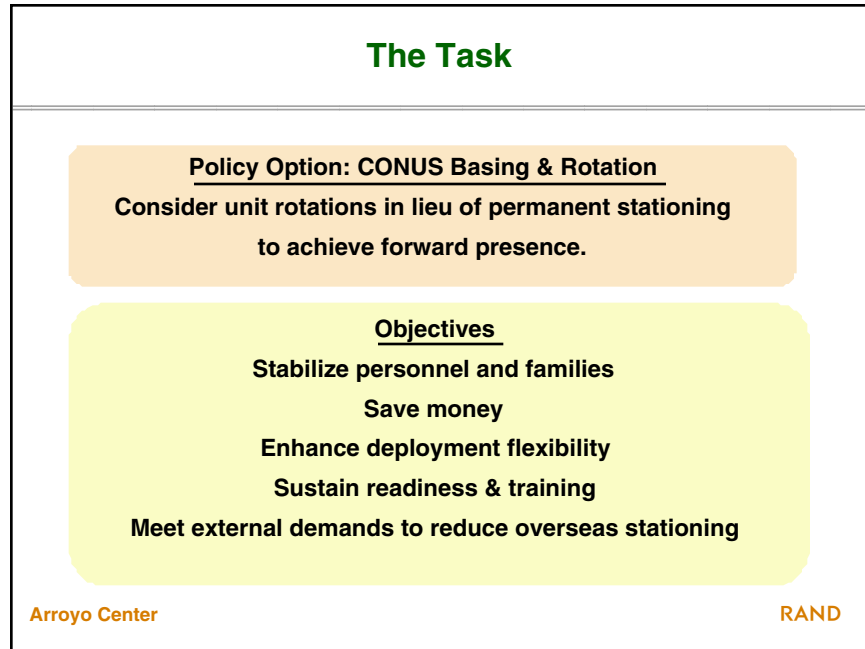 The Task
Policy Option: CONUS Basing & Rotation
Consider unit rotations in lieu of permanent stationing
to achieve forward presence.
Objectives
Stabilize personnel and families
Save money
Enhance deployment flexibility
Sustain readiness & training
Meet external demands to reduce overseas stationing
Arroyo Center
RAND